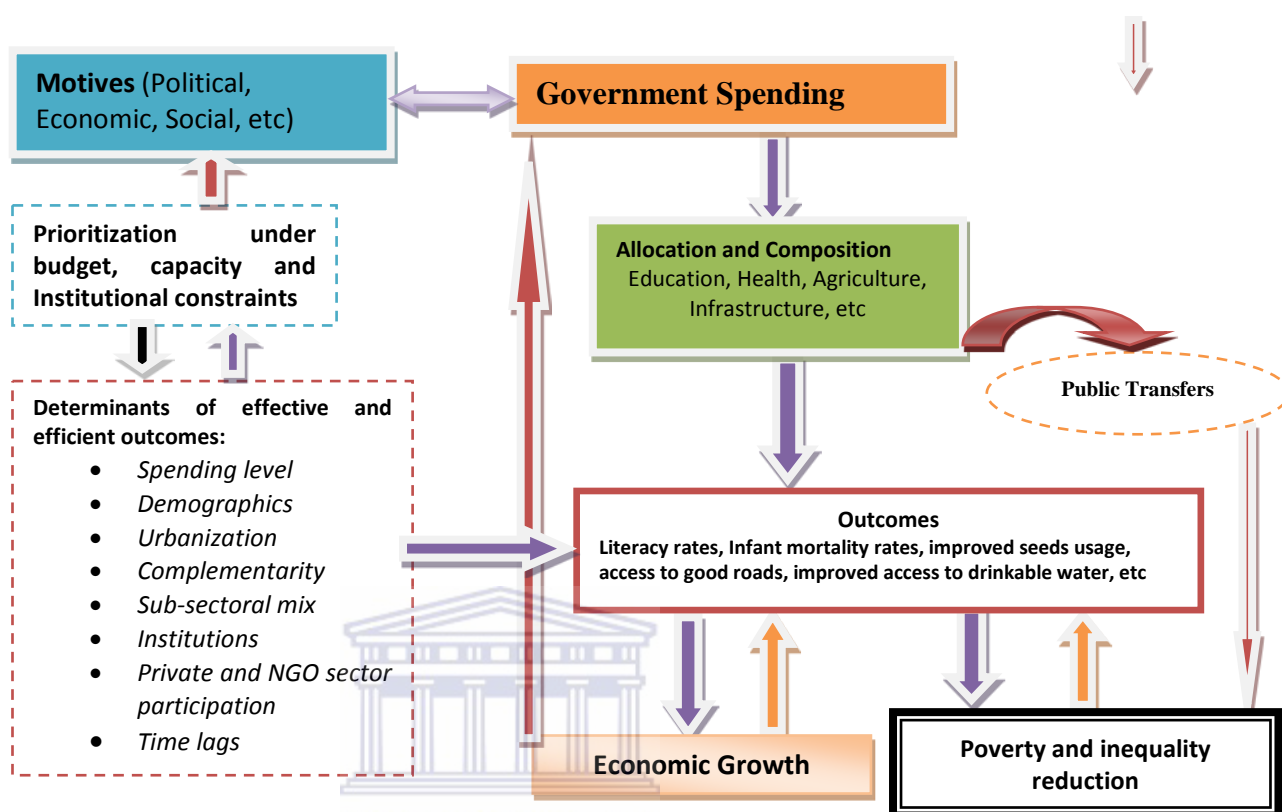 Motives (Political,
Economic, Social, etc)
Government Spending
Prioritization under
budget, capacity and
Institutional constraints
Allocation and Composition
Education, Health, Agriculture,
Infrastructure, etc
Public Transfers
Determinants of effective and
efficient outcomes:
• Spending level
• Demographics
• Urbanization
• Complementarity
• Sub-sectoral mix
• Institutions
• Private and NGO sector
participation
• Time lags
Outcomes
Literacy rates, Infant mortality rates, improved seeds usage,
access to good roads, improved access to drinkable water, etc
Economic Growth
Poverty and inequality
reduction